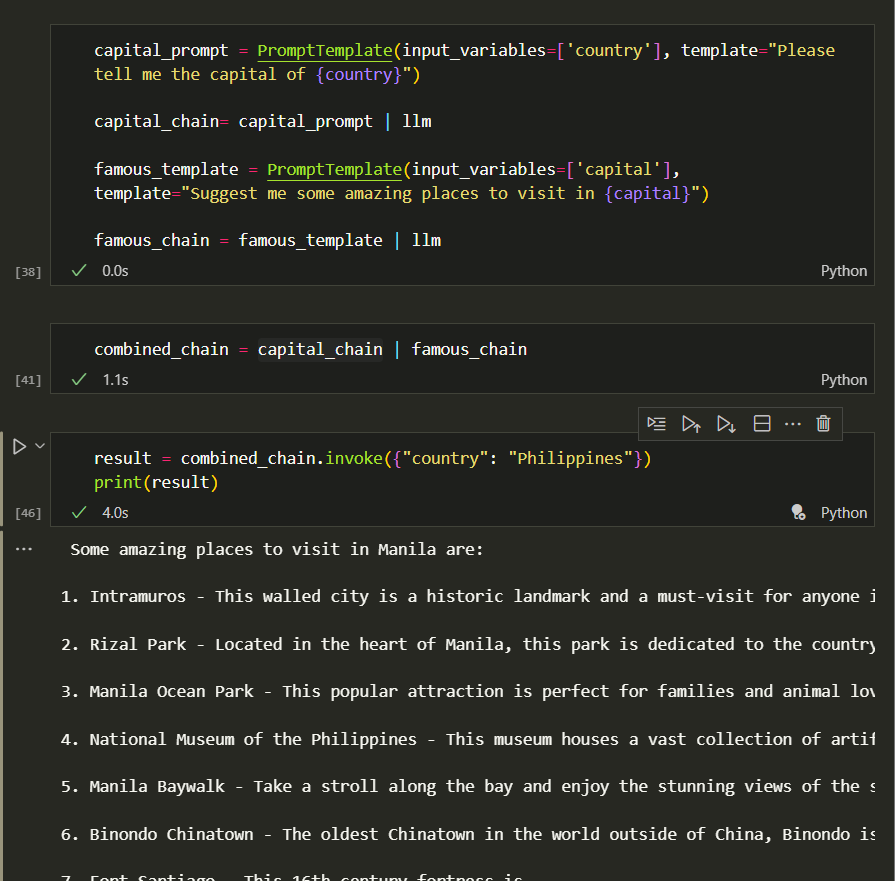 capital_prompt = PromptTemplate(input_variables=['country'], template="Please
tell me the capital of {country}")
capital_chain= capital_prompt | llm
famous_template = PromptTemplate(input_variables=['capital'],
template="Suggest me some amazing places to visit in {capital}")
famous_chain = famous_template | llm
[38] 0.0s Python
combined_chain = capital_chain | famous_chain
[41] 1.1s Python
result = combined_chain.invoke({"country": "Philippines"})
print(result)
[46] 4.0s Python
Some amazing places to visit in Manila are:
1. Intramuros - This walled city is a historic landmark and a must-visit for anyone i
2. Rizal Park - Located in the heart of Manila, this park is dedicated to the country
3. Manila Ocean Park - This popular attraction is perfect for families and animal lov
4. National Museum of the Philippines - This museum houses a vast collection of artif
5. Manila Baywalk - Take a stroll along the bay and enjoy the stunning views of the s
6. Binondo Chinatown - The oldest Chinatown in the world outside of China, Binondo is
7. Fort Santiago - This 16th century fortress is